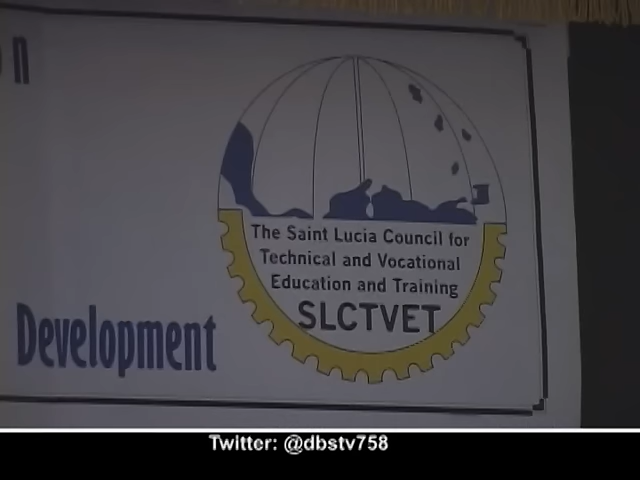 n
The Saint Lucia Council for
Technical and Vocational
Education and Training
SLCTVET
Development
Twitter: @dbstv758